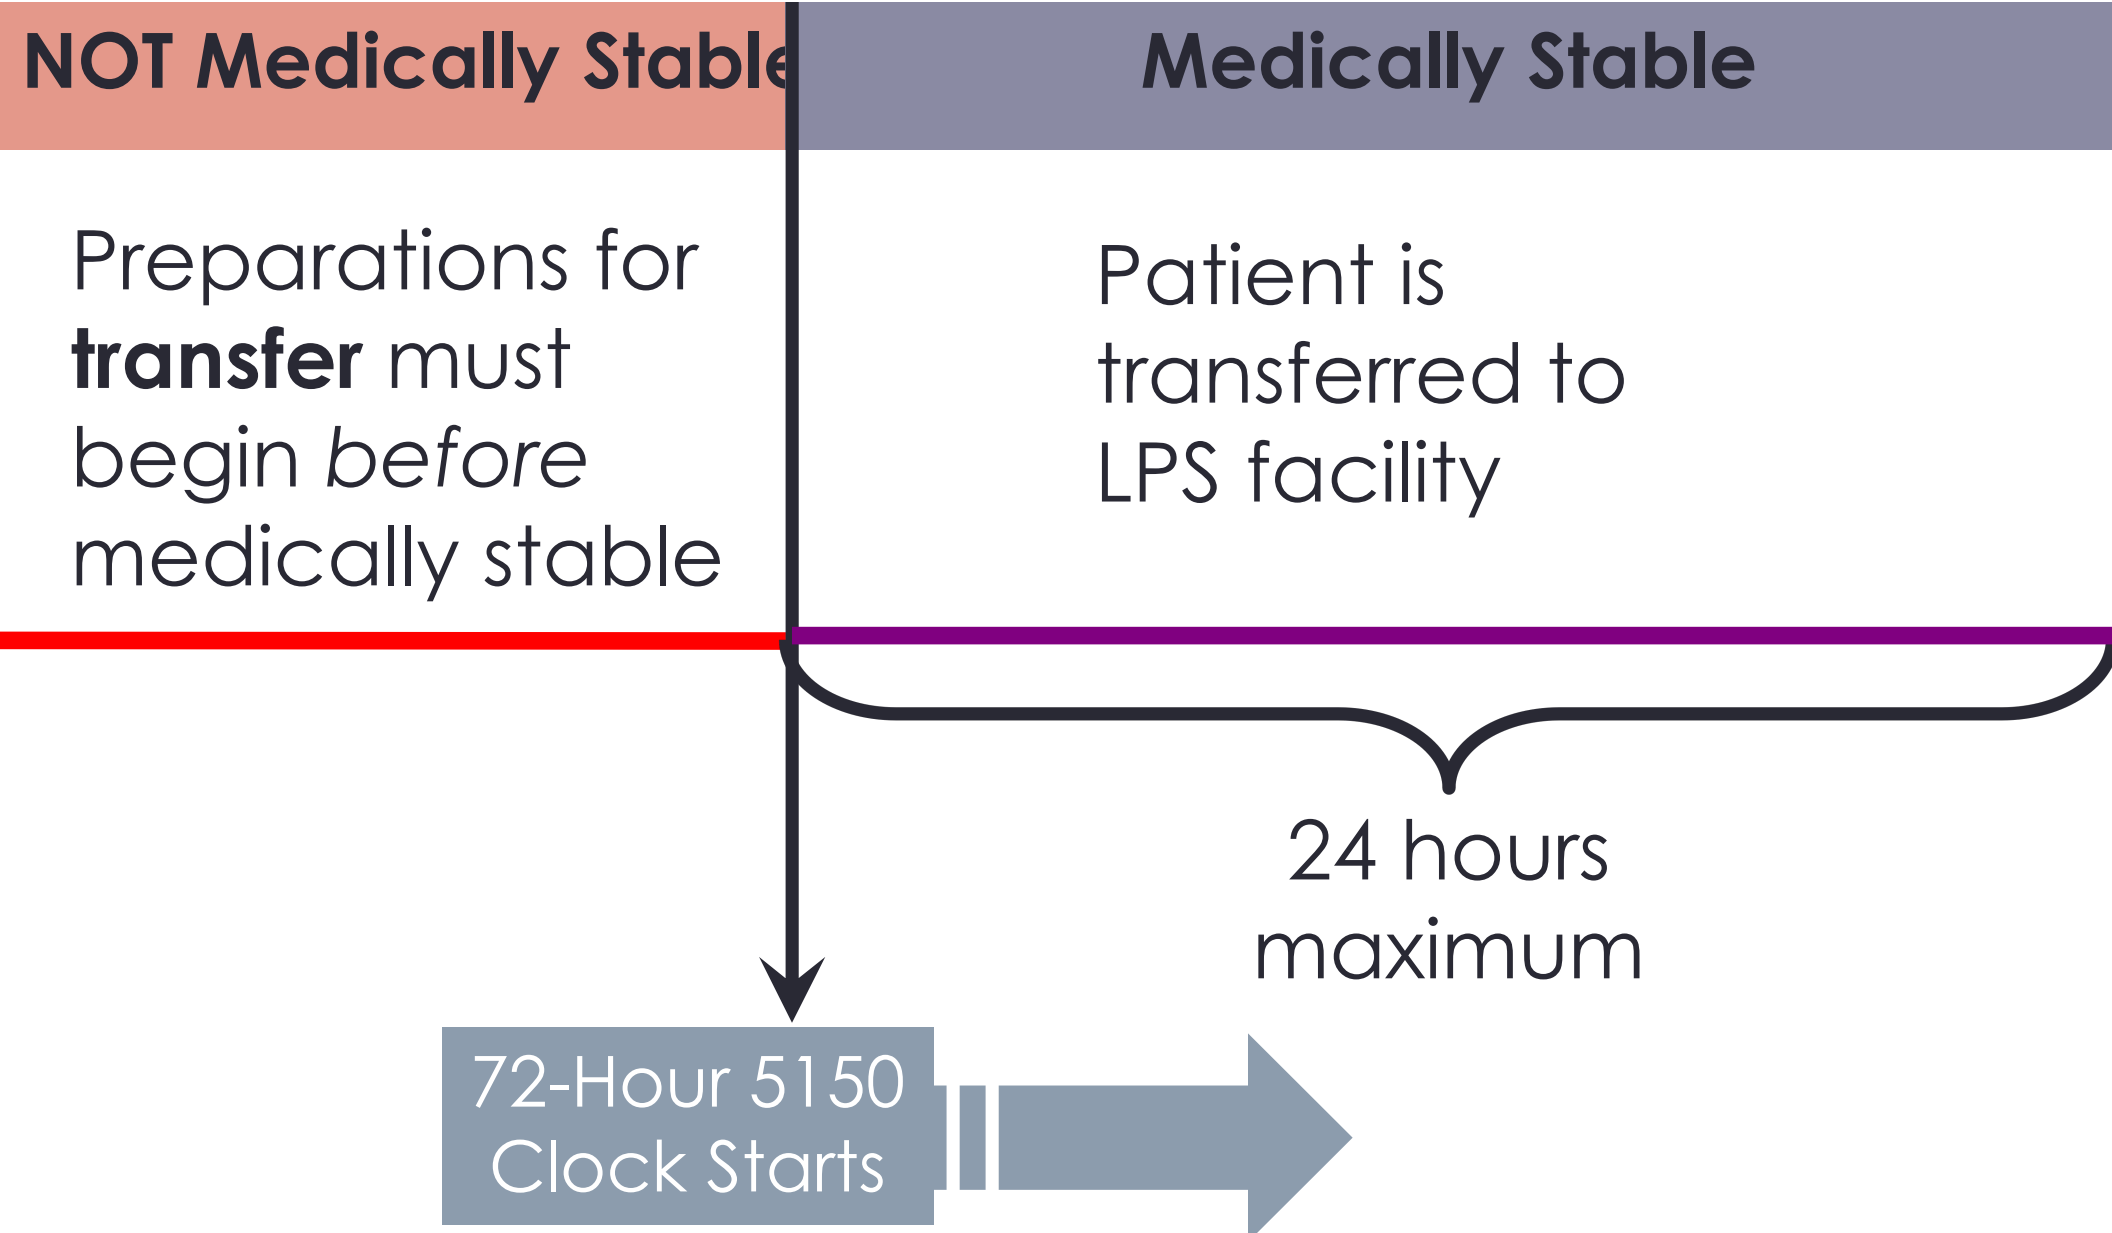 NOT Medically Stable
Medically Stable
Preparations for
transfer must
begin before
medically stable
Patient is
transferred to
LPS facility
24 hours
maximum
72-Hour 5150
Clock Starts